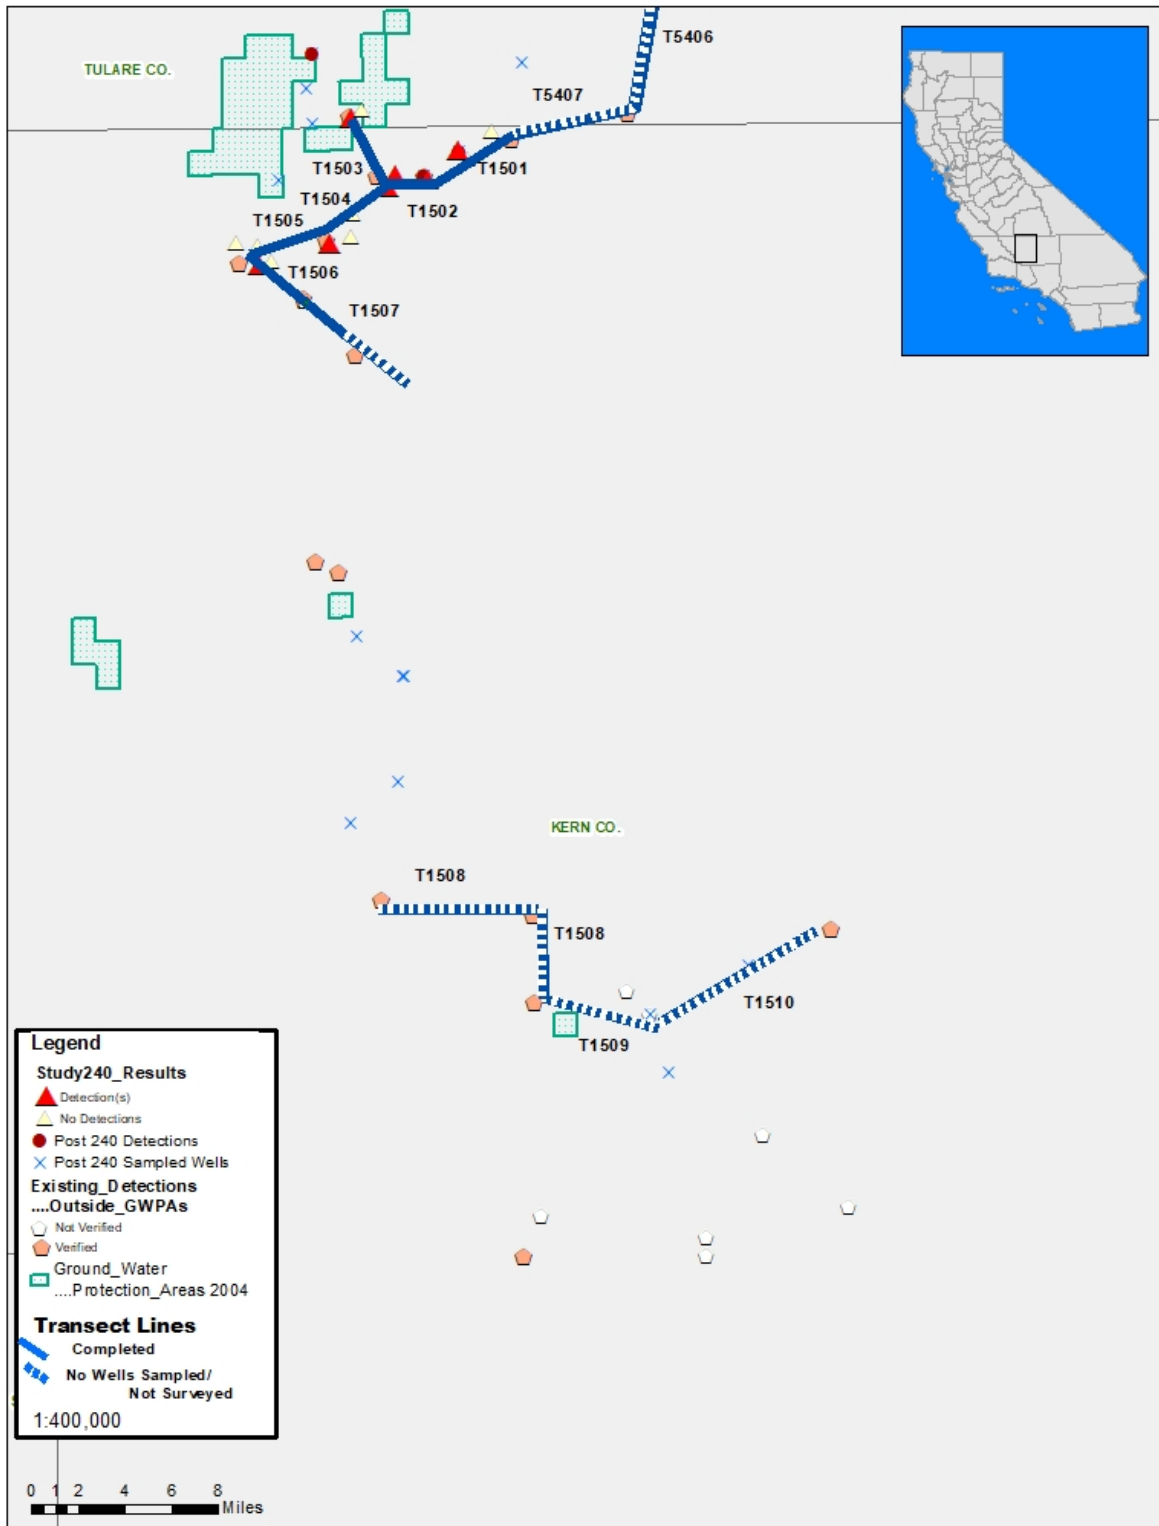 T5406
TULARE CO.
T5407
T1503
T1501
T1504
T1502
T1505
T1506
T1507
KERN CO.
T1508
T1508
T1510
T1509
Legend
Study240_Results
Detection(s)
No Detections
Post 240 Detections
Post 240 Sampled Wells
Existing_Detections
....Outside_GWPAs
Not Verified
Verified
Ground_Water
....Protection_Areas 2004
Transect Lines
Completed
No Wells Sampled/
Not Surveyed
1:400,000
0 1 2 4 6 8
Miles